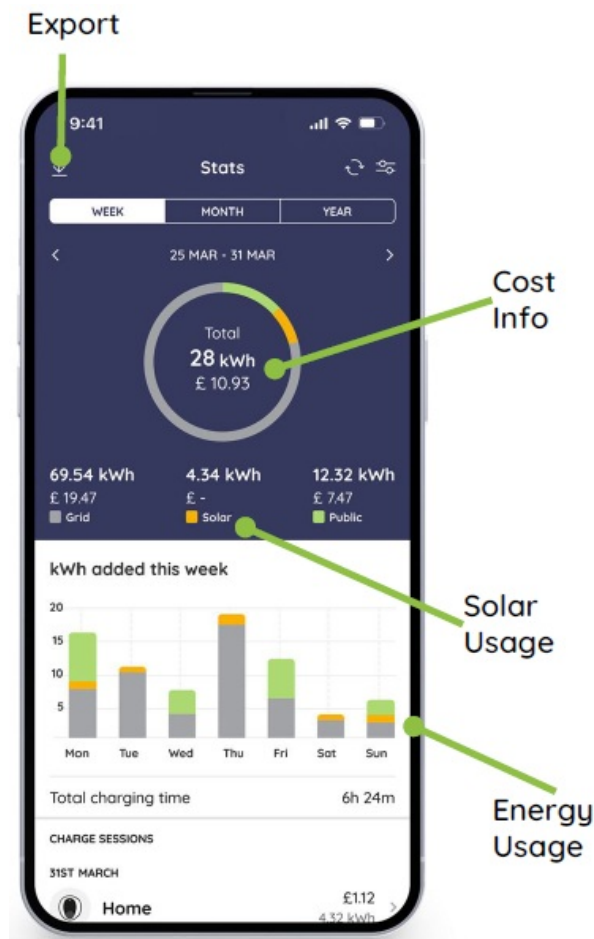 Export
9:41
Stats
WEEK MONTH YEAR
25 MAR - 31 MAR
Total
28 kWh
£ 10.93
Cost
Info
69.54 kWh 4.34 kWh 12.32 kWh
£ 19.47 £ - £ 7.47
Grid Solar Public
Solar
Usage
kWh added this week
20
15
10
5
Mon Tue Wed Thu Fri Sat Sun
Total charging time 6h 24m
Energy
Usage
CHARGE SESSIONS
31ST MARCH
Home £1.12
4.32 kWh